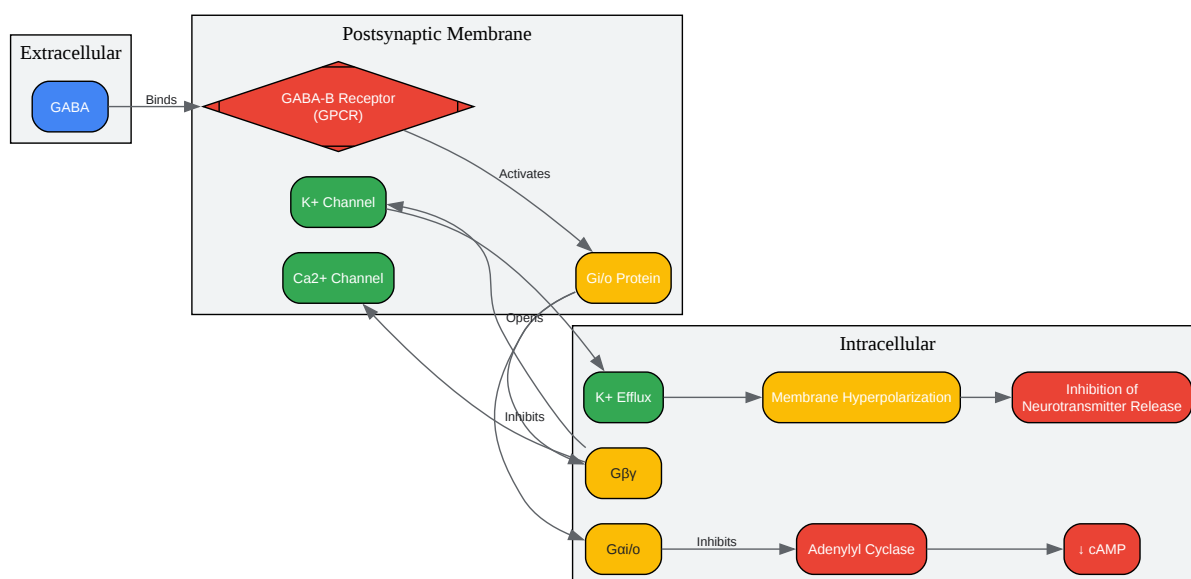 Postsynaptic Membrane
Extracellular
GABA
Binds
GABA-B Receptor
(GPCR)
Activates
K+ Channel
Ca2+ Channel
Gi/o Protein
Opens
Intracellular
K+ Efflux
Membrane Hyperpolarization
Inhibition of
Neurotransmitter Release
Inhibits
Gβγ
Gαi/o
Inhibits
Adenylyl Cyclase
↓ cAMP